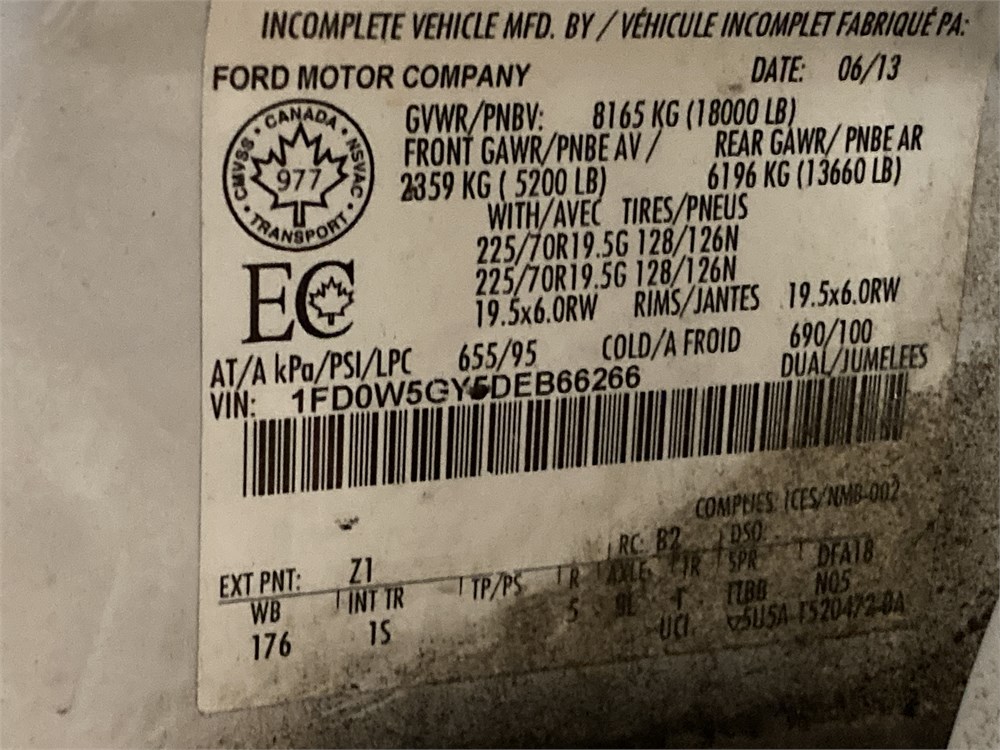 INCOMPLETE VEHICLE MFD. BY / VÉHICULE INCOMPLET FABRIQUÉ PA:
FORD MOTOR COMPANY DATE: 06/13
GVWR/PNBV: 8165 KG (18000 LB)
FRONT GAWR/PNBE AV / REAR GAWR/ PNBE AR
2359 KG ( 5200 LB) 6196 KG (13660 LB)
WITH/AVEC TIRES/PNEUS
225/70R19.5G 128/126N
225/70R19.5G 128/126N
19.5x6.0RW RIMS/JANTES 19.5x6.0RW
AT/A kPa/PSI/LPC 655/95 COLD/A FROID 690/100
DUAL/JUMELEES
CANADA
CMVSS NSVAC
977
TRANSPORT
EC
VIN: 1FD0W5GY5DEB66266
COMPLIES ICES/NMB-002
RC: B2 DSO:
EXT PNT: Z1
WB INT TR TP/PS R AXLE TR SPR DFA18
176 1S 5 T TTBB N05
UCI